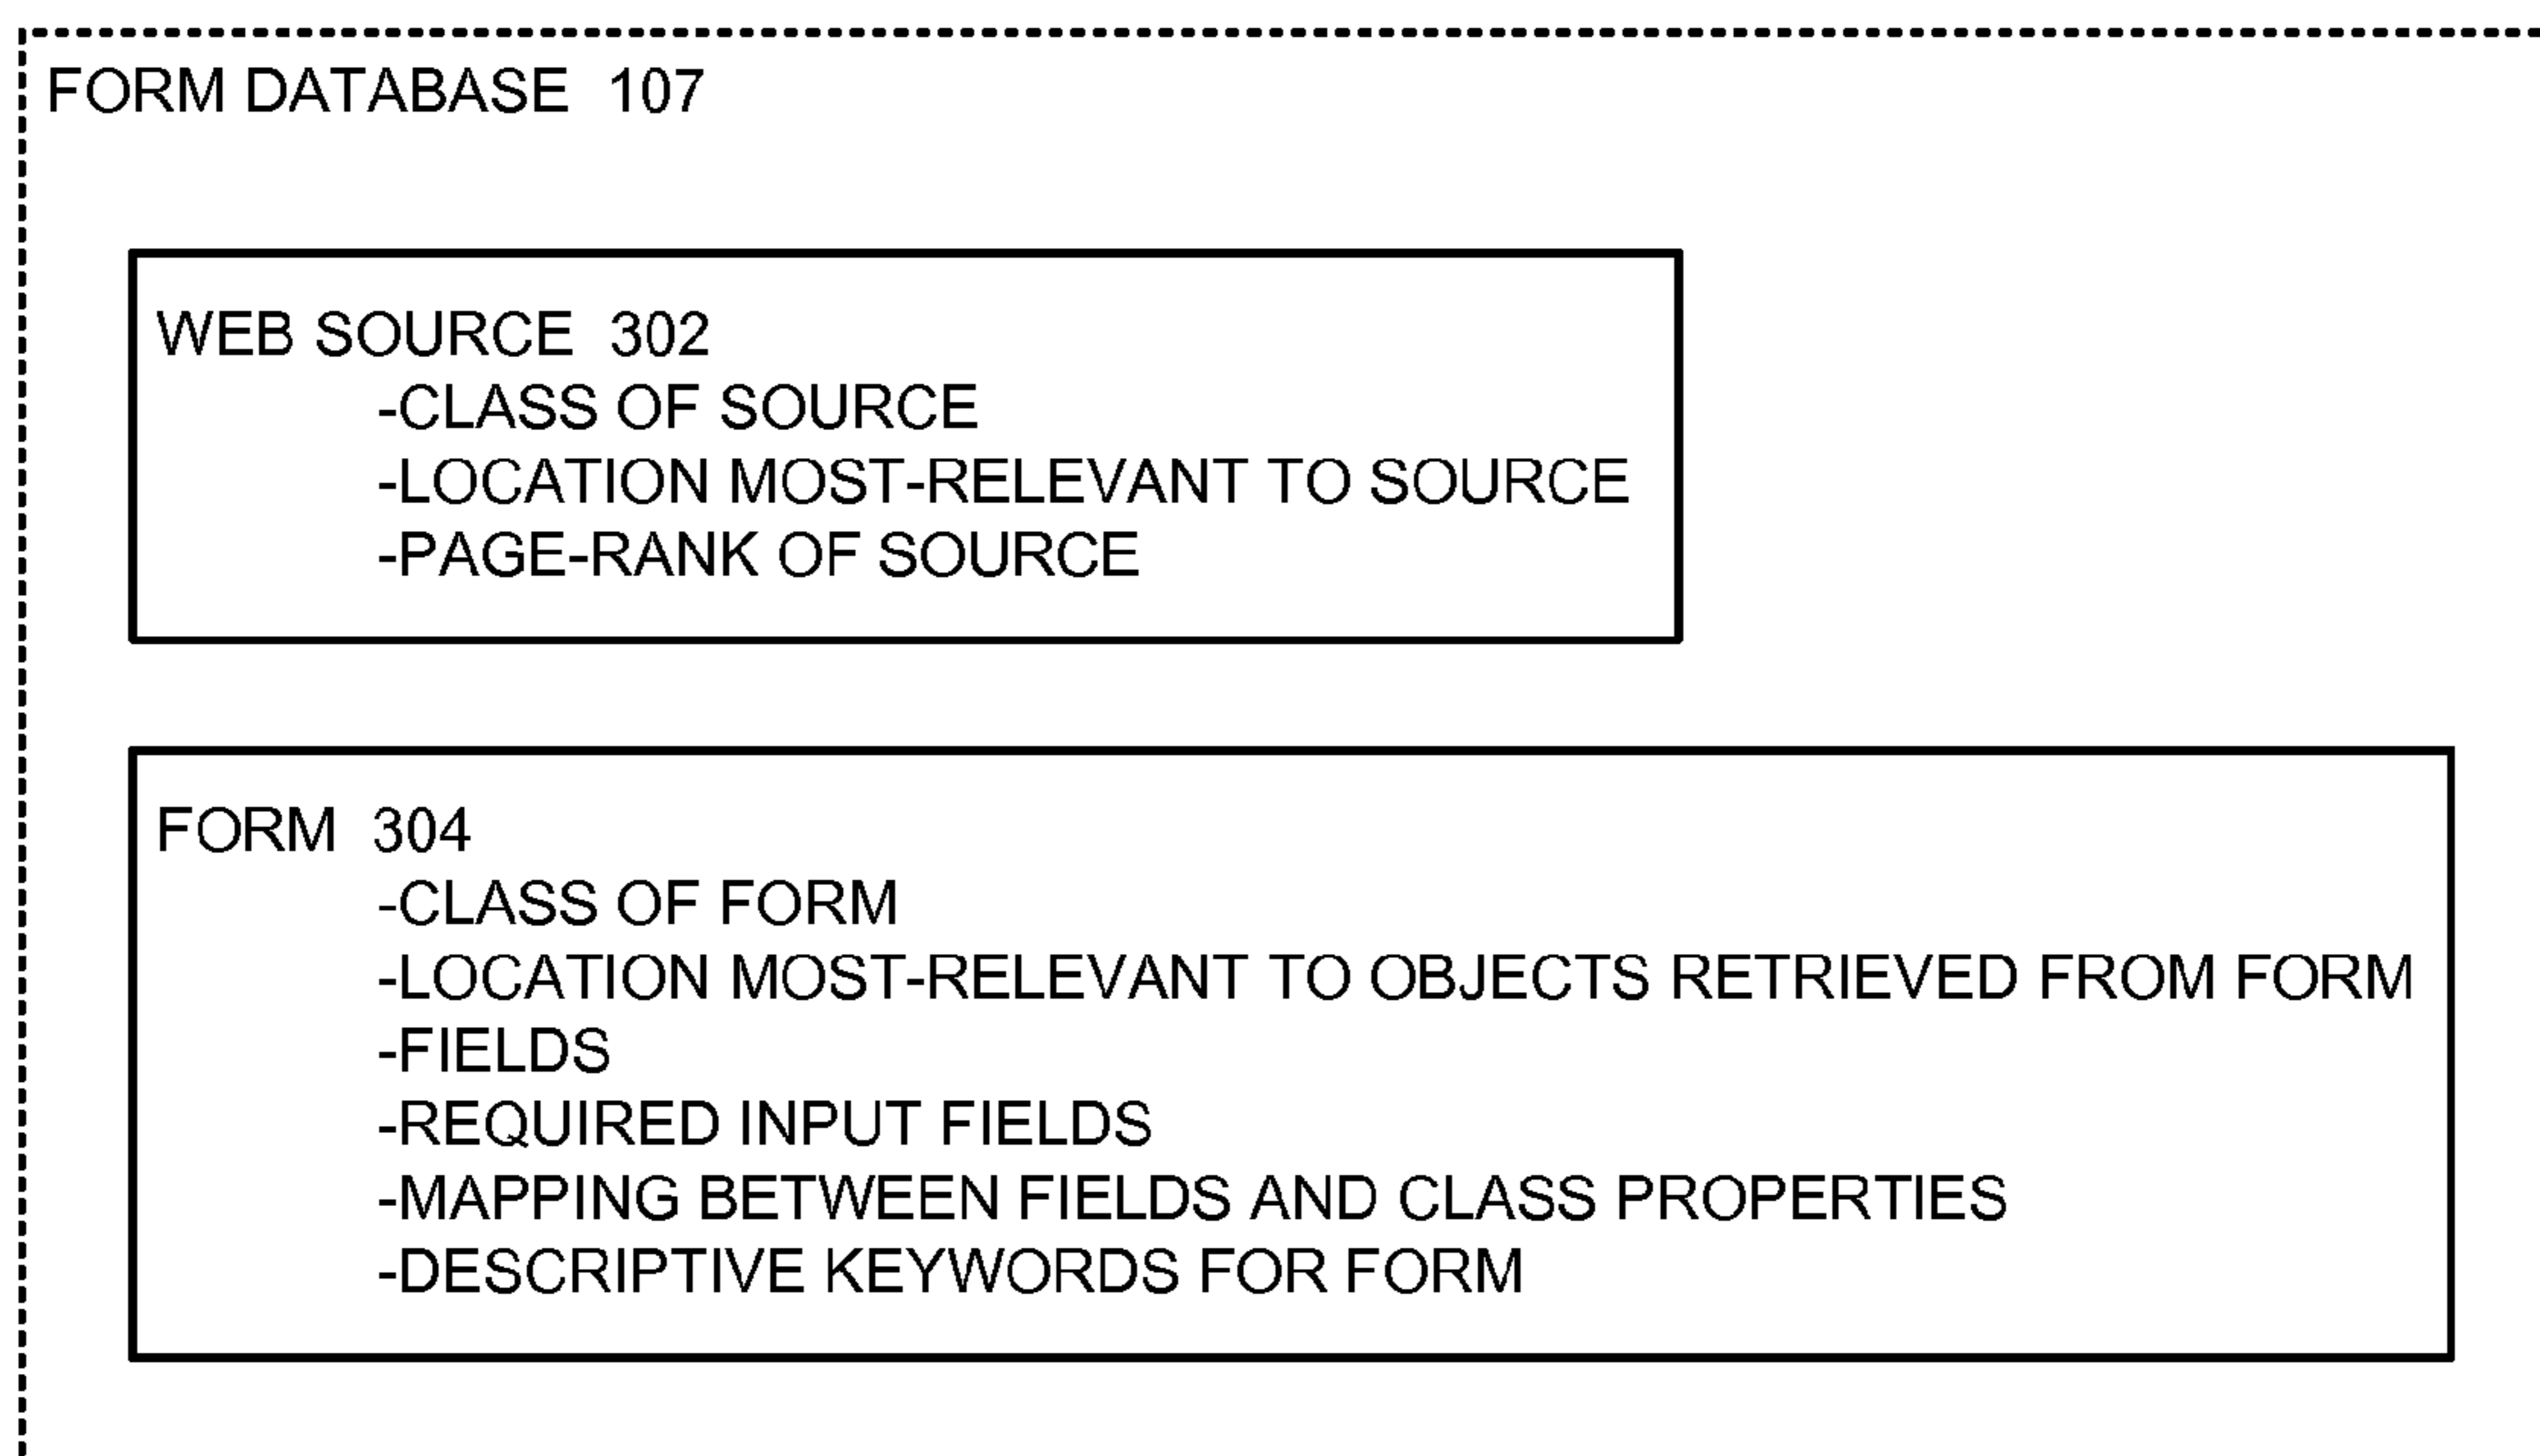 FORM DATABASE 107
WEB SOURCE 302
-CLASS OF SOURCE
-LOCATION MOST-RELEVANT TO SOURCE
-PAGE-RANK OF SOURCE
FORM 304
-CLASS OF FORM
-LOCATION MOST-RELEVANT TO OBJECTS RETRIEVED FROM FORM
-FIELDS
-REQUIRED INPUT FIELDS
-MAPPING BETWEEN FIELDS AND CLASS PROPERTIES
-DESCRIPTIVE KEYWORDS FOR FORM